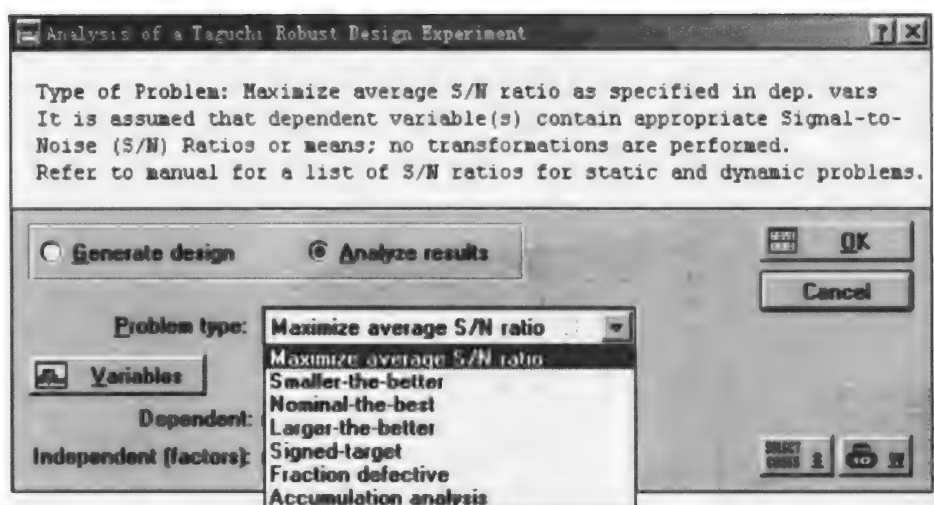 Analysis of a Taguchi Robust Design Experiment
Type of Problem: Maximize average S/N ratio as specified in dep. vars
It is assumed that dependent variable(s) contain appropriate Signal-to-
Noise (S/N) Ratios or means; no transformations are performed.
Refer to manual for a list of S/N ratios for static and dynamic problems.
Generate design
Analyze results
OK
Cancel
Problem type:
Maximize average S/N ratio
Maximize average S/N ratio
Variables
Smaller-the-better
Nominal-the-best
Dependent:
Larger-the-better
Independent (factors):
Signed-target
Fraction defective
Accumulation analysis
SELECT
CASES
S
W